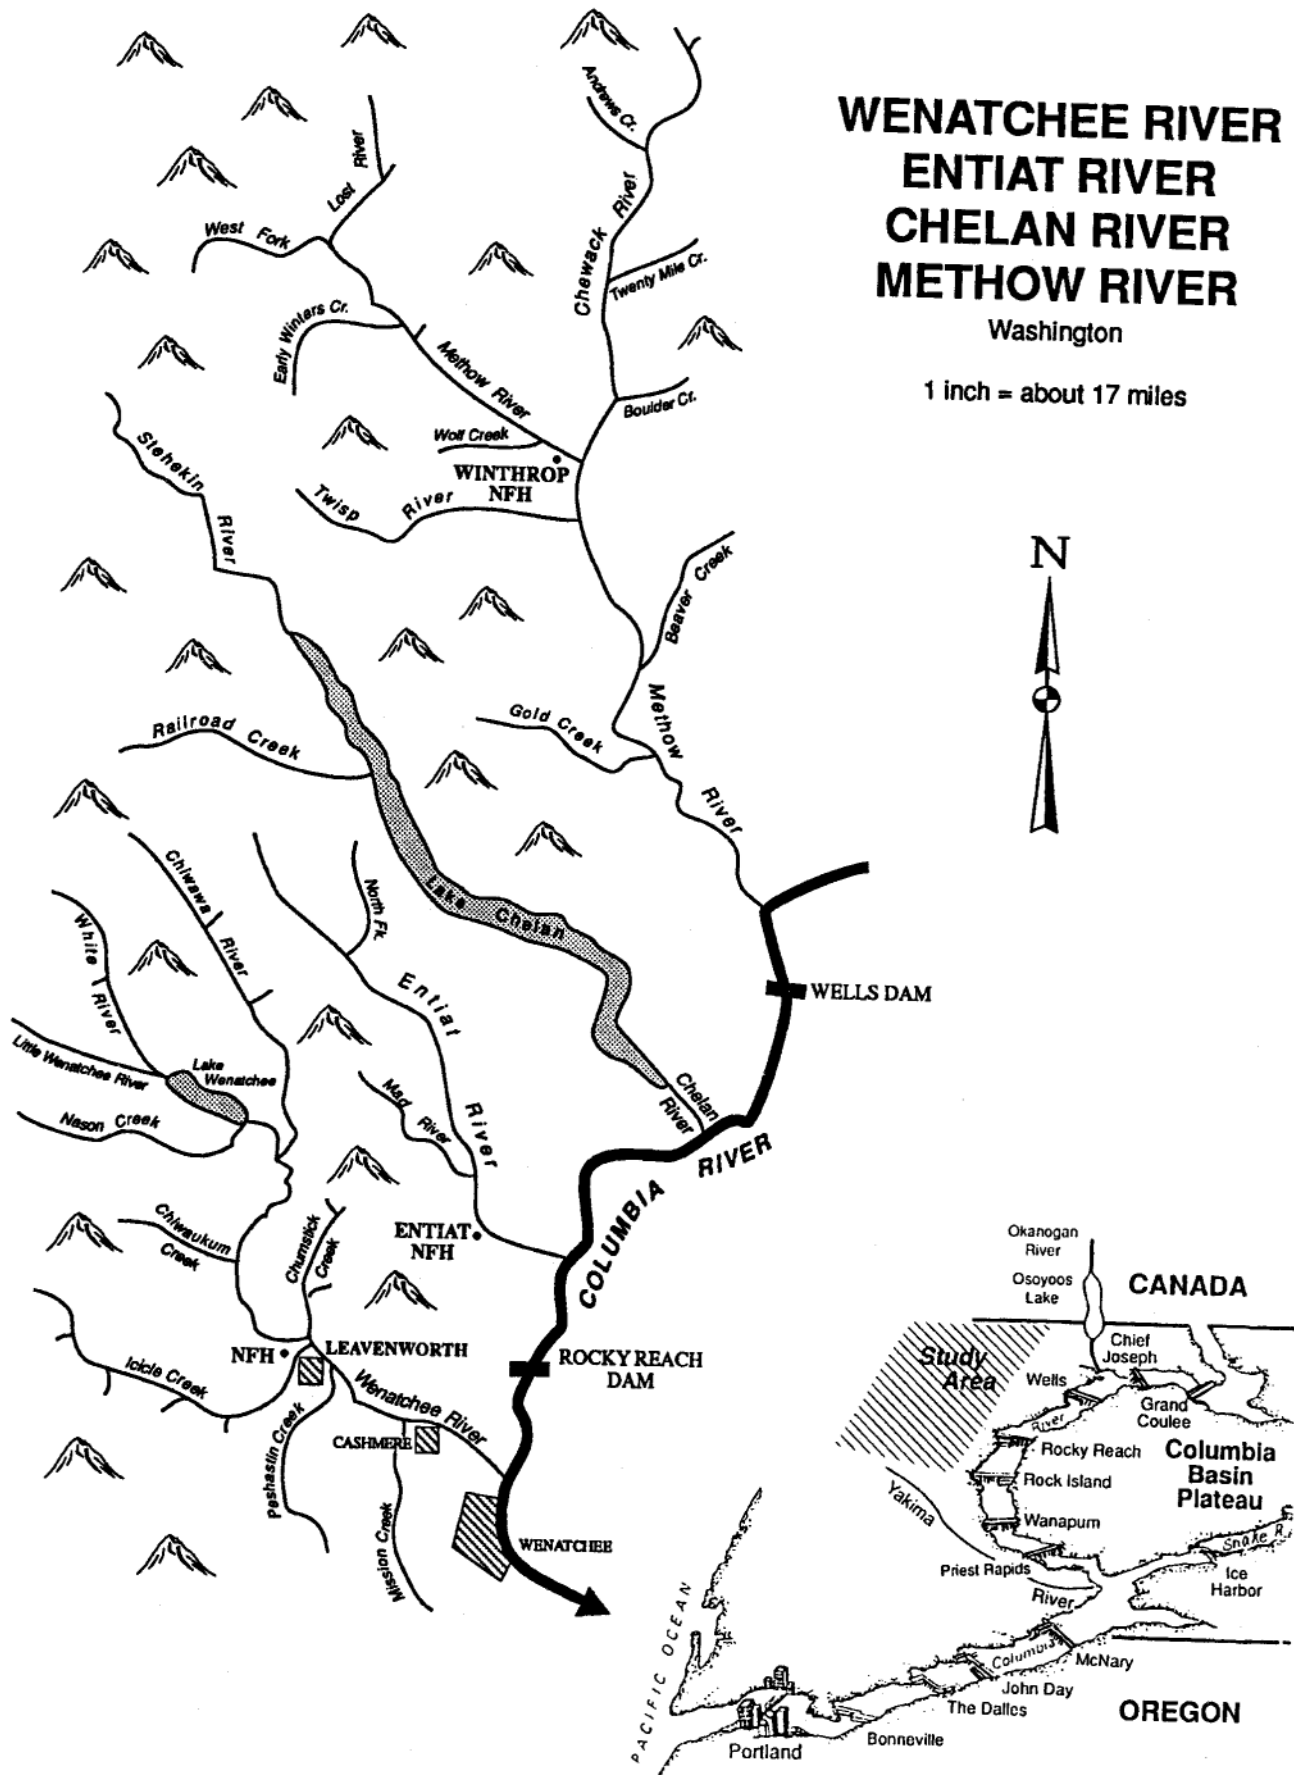 WENATCHEE RIVER
ENTIAT RIVER
CHELAN RIVER
METHOW RIVER
Washington
1 inch = about 17 miles
N
Andrews Cr.
Lost River
West Fork
Chewack River
Twenty Mile Cr.
Early Winters Cr.
Methow River
Boulder Cr.
Wolf Creek
WINTHROP
NFH
Stehekin River
Twisp River
Beaver Creek
Methow River
Gold Creek
Railroad Creek
Chiwawa River
North Fk.
Lake Chelan
White River
Entiat River
WELLS DAM
Little Wenatchee River
Lake
Wenatchee
Mad River
Chelan
River
Nason Creek
COLUMBIA RIVER
Chiwaukum
Creek
Chumstick
Creek
ENTIAT
NFH
NFH
LEAVENWORTH
Icicle Creek
ROCKY REACH
DAM
Wenatchee River
Peshastin Creek
CASHMERE
Mission Creek
WENATCHEE
Okanogan
River
Osoyoos
Lake
CANADA
Study
Area
Chief
Joseph
Wells
Grand
Coulee
River
Rocky Reach
Columbia
Basin
Plateau
Rock Island
Yakima
Wanapum
Snake R.
Priest Rapids
Ice
Harbor
River
PACIFIC OCEAN
Columbia
McNary
John Day
The Dalles
OREGON
Bonneville
Portland